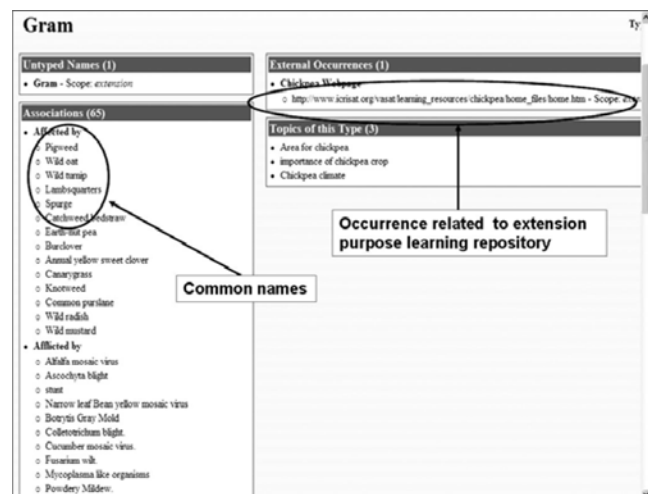 Gram
Ty
Untyped Names (1)
Gram - Scope: extension
Associations (65)
Affected by
Pigweed
Wild oat
Wild turnip
Lambsquarters
Spurge
Catchweed bedstraw
Earth-nut pea
Burclover
Annual yellow sweet clover
Canarygrass
Knotweed
Common purslane
Wild radish
Wild mustard
Afflicted by
Alfalfa mosaic virus
Ascochyta blight
stunt
Narrow leaf Bean yellow mosaic virus
Botrytis Gray Mold
Colletotrichum blight.
Cucumber mosaic virus.
Fusarium wilt.
Mycoplasma like organisms
Powdery Mildew.
External Occurrences (1)
Chickpea Webpage
http://www.icrisat.org/vasat/learning_resources/chickpea/home_files/home.htm - Scope:
Topics of this Type (3)
Area for chickpea
importance of chickpea crop
Chickpea climate
Occurrence related to extension
purpose learning repository
Common names